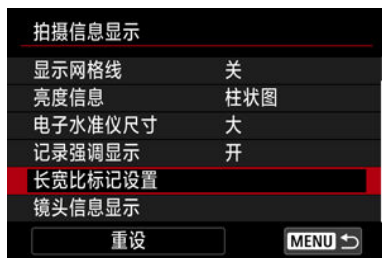 拍摄信息显示
显示网格线 关
亮度信息 柱状图
电子水准仪尺寸 大
记录强调显示 开
长宽比标记设置
镜头信息显示
重设 MENU